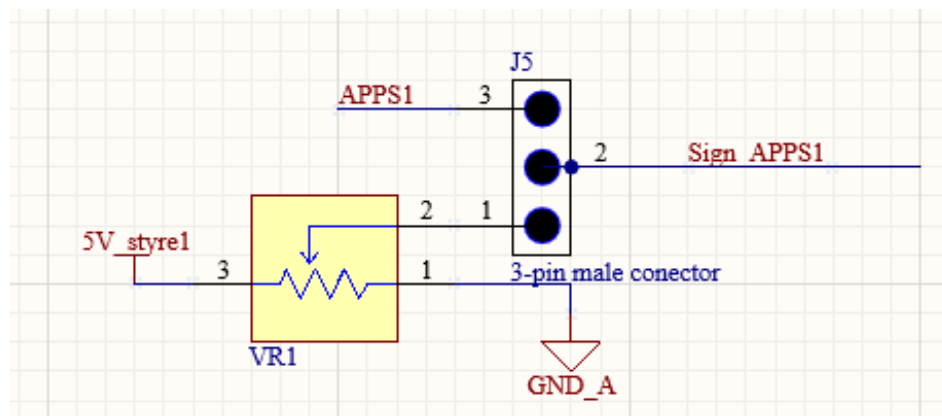 J5
APPS1 3
2 Sign_APPS1
2 1
5V_styre1
3 1
3-pin male conector
VR1
GND_A